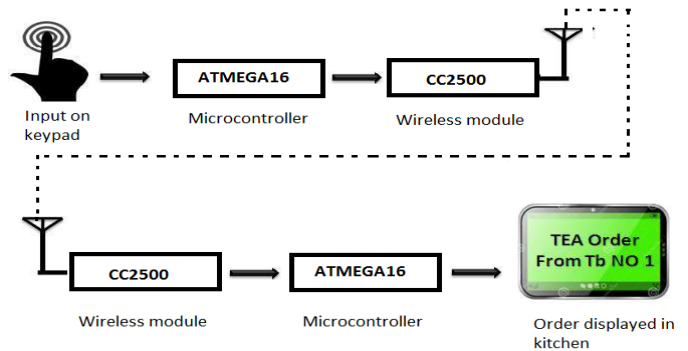 ATMEGA16
CC2500
Input on
keypad
Microcontroller
Wireless module
CC2500
ATMEGA16
TEA Order
From Tb NO 1
Wireless module
Microcontroller
Order displayed in
kitchen